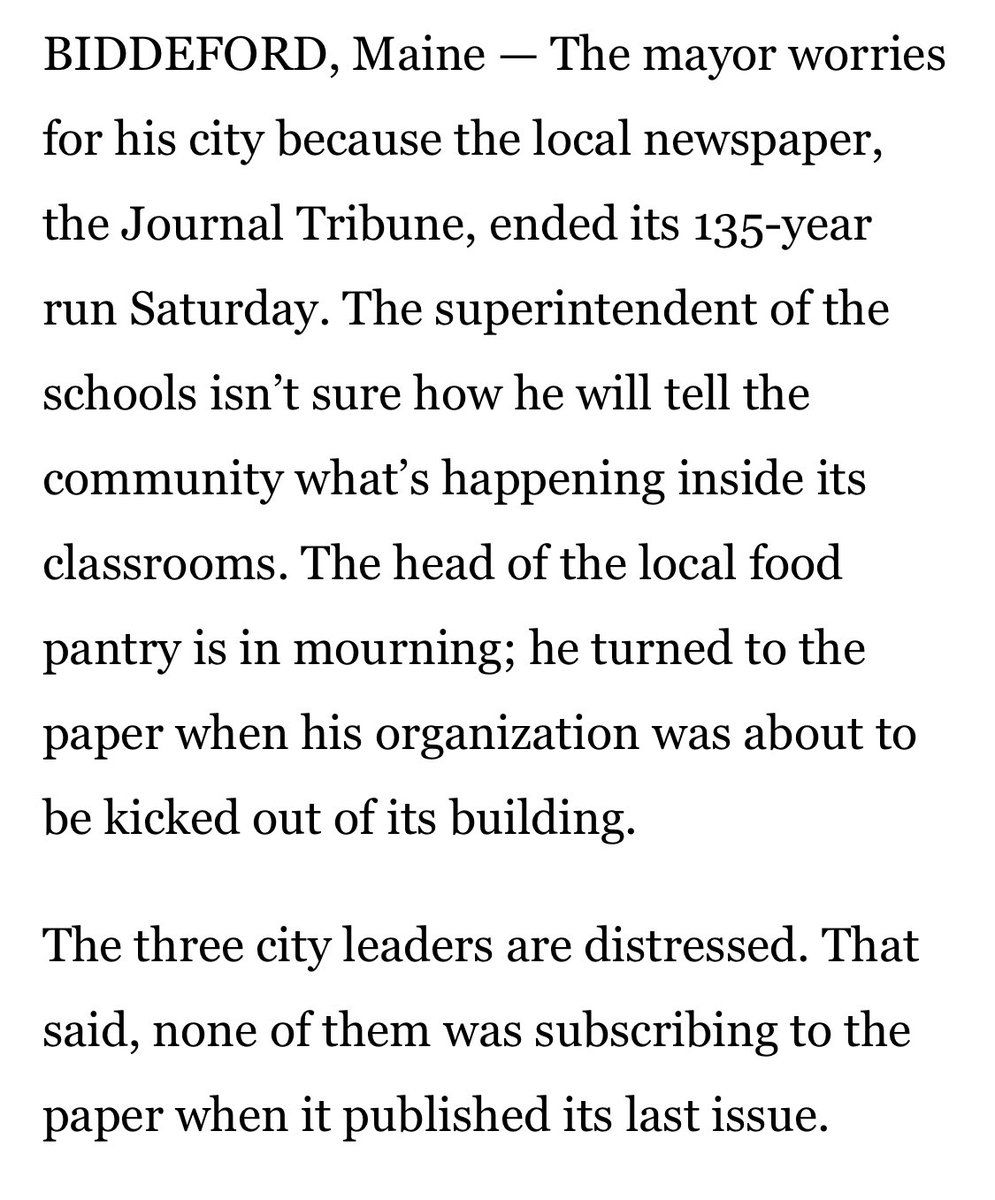 BIDDEFORD, Maine — The mayor worries
for his city because the local newspaper,
the Journal Tribune, ended its 135-year
run Saturday. The superintendent of the
schools isn’t sure how he will tell the
community what’s happening inside its
classrooms. The head of the local food
pantry is in mourning; he turned to the
paper when his organization was about to
be kicked out of its building.
The three city leaders are distressed. That
said, none of them was subscribing to the
paper when it published its last issue.